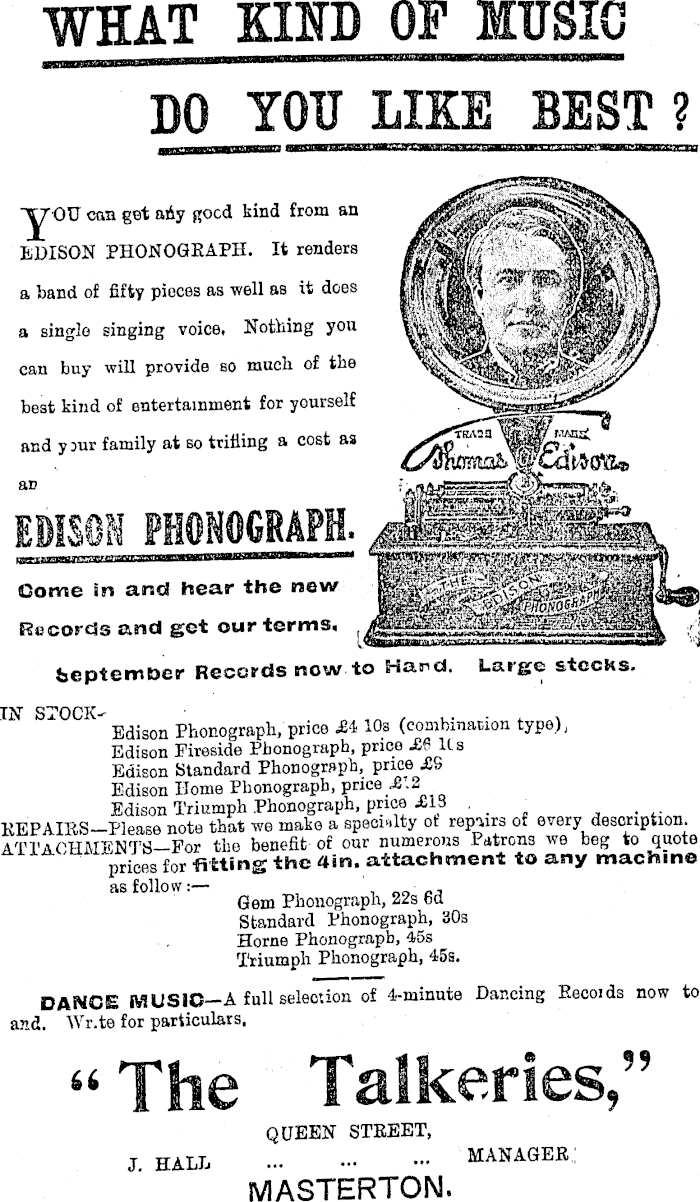 WHAT KIND OF MUSIC
DO YOU LIKE BEST?
YOU can get any good kind from an
EDISON PHONOGRAPH. It renders
a band of fifty pieces as well as it does
a single singing voice. Nothing you
can buy will provide so much of the
best kind of entertainment for yourself
and your family at so trifling a cost as
an
EDISON PHONOGRAPH.
TRADE MARK
Thomas A Edison
THE EDISON PHONOGRAPH
Come in and hear the new
Records and get our terms.
September Records now to Hand. Large stocks.
IN STOCK-
Edison Phonograph, price £4 10s (combination type),
Edison Fireside Phonograph, price £6 10s
Edison Standard Phonograph, price
Edison Home Phonograph, price £12
Edison Triumph Phonograph, price
REPAIRS—Please note that we make a specialty of repairs of every description.
ATTACHMENTS—For the benefit of our numerous Patrons we beg to quote
prices for fitting the 4in. attachment to any machine
as follow:—
Gem Phonograph, 22s 6d
Standard Phonograph, 30s
Horne Phonograph, 45s
Triumph Phonograph, 45s.
DANCE MUSIC—A full selection of 4-minute Dancing Records now to
and. Write for particulars.
"The Talkeries,"
QUEEN STREET,
J. HALL ... ... ... MANAGER
MASTERTON.